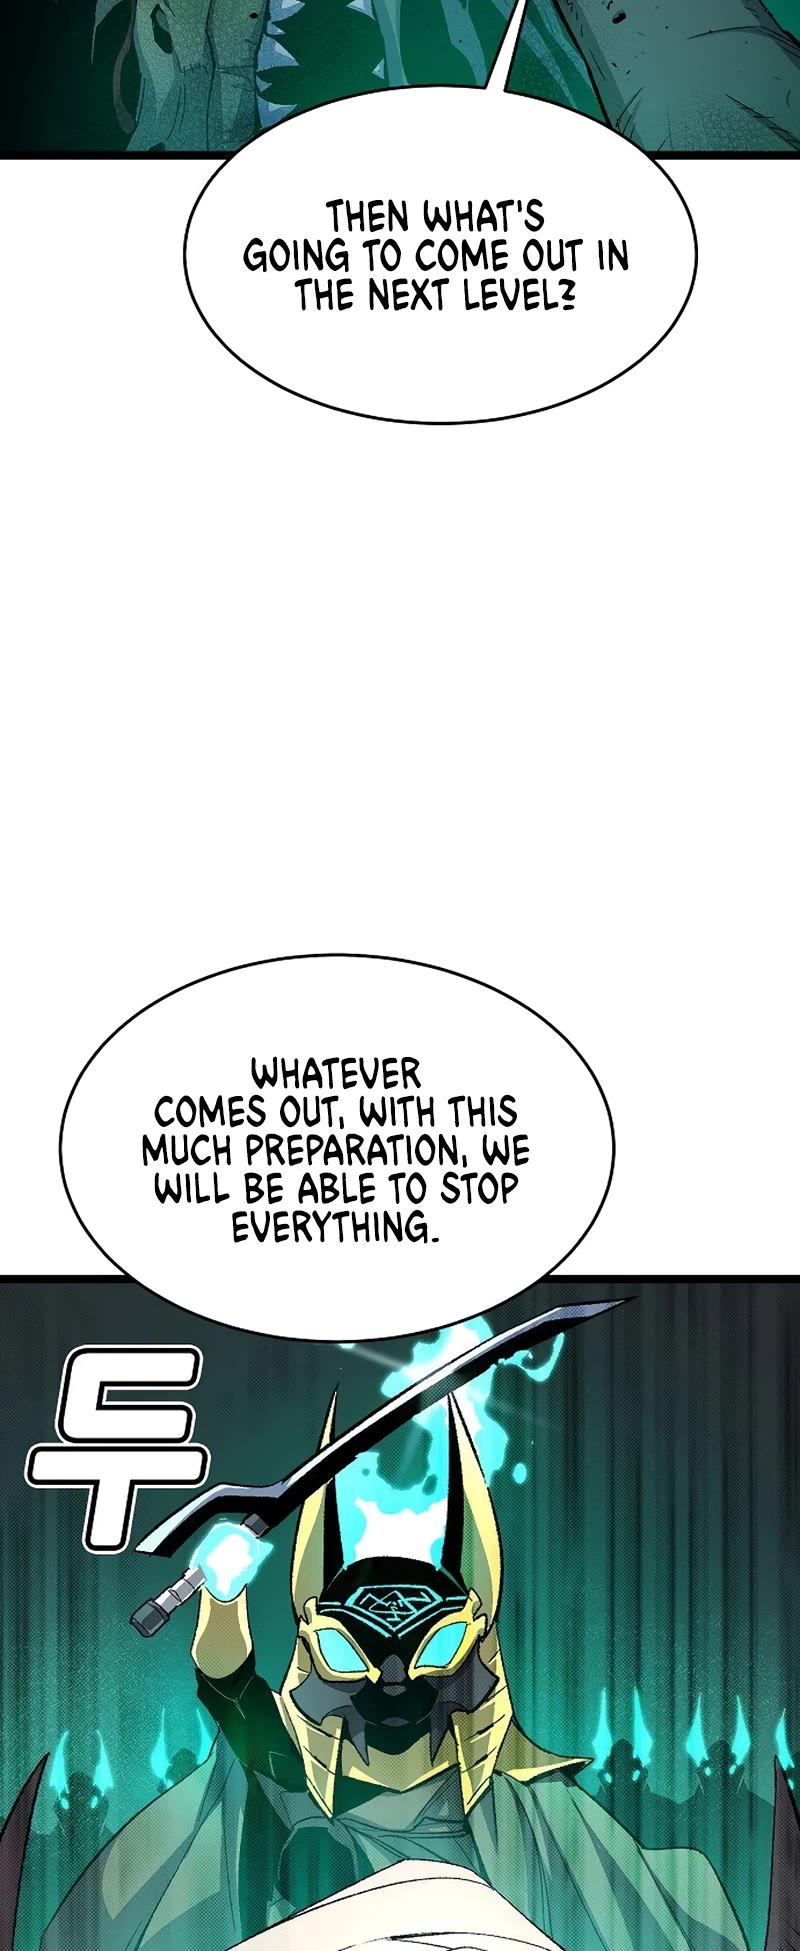 THEN WHAT'S
GOING TO COME OUT IN
THE NEXT LEVEL?
WHATEVER
COMES OUT, WITH THIS
MUCH PREPARATION, WE
WILL BE ABLE TO STOP
EVERYTHING.
두